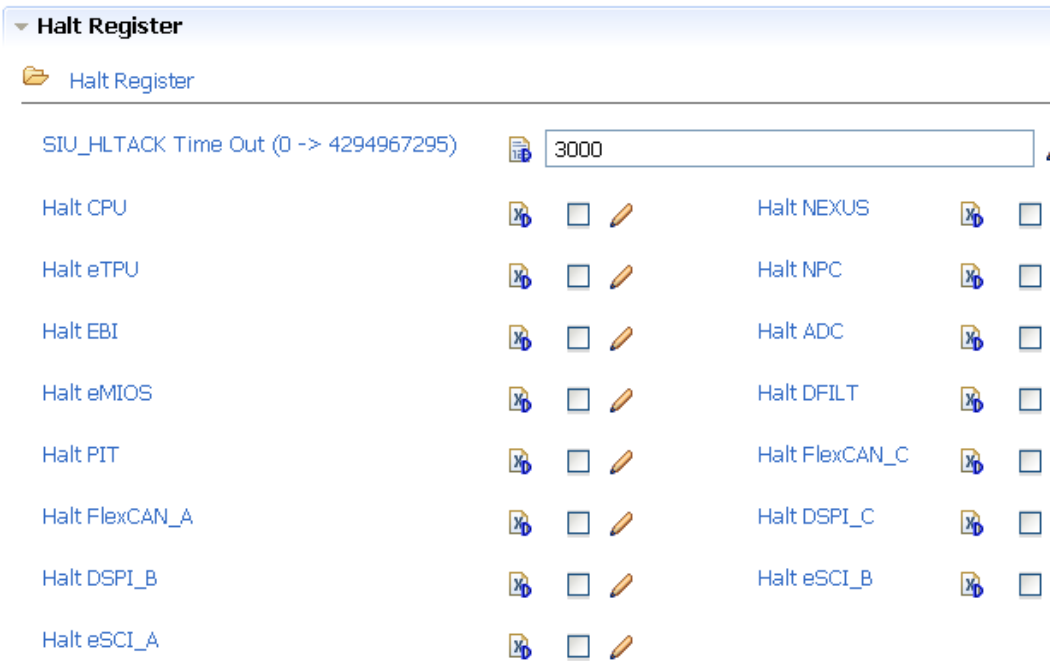 Halt Register
Halt Register
SIU_HLTACK Time Out (0 -> 4294967295) 3000
Halt CPU Halt NEXUS
Halt eTPU Halt NPC
Halt EBI Halt ADC
Halt eMIOS Halt DFILT
Halt PIT Halt FlexCAN_C
Halt FlexCAN_A Halt DSPI_C
Halt DSPI_B Halt eSCI_B
Halt eSCI_A